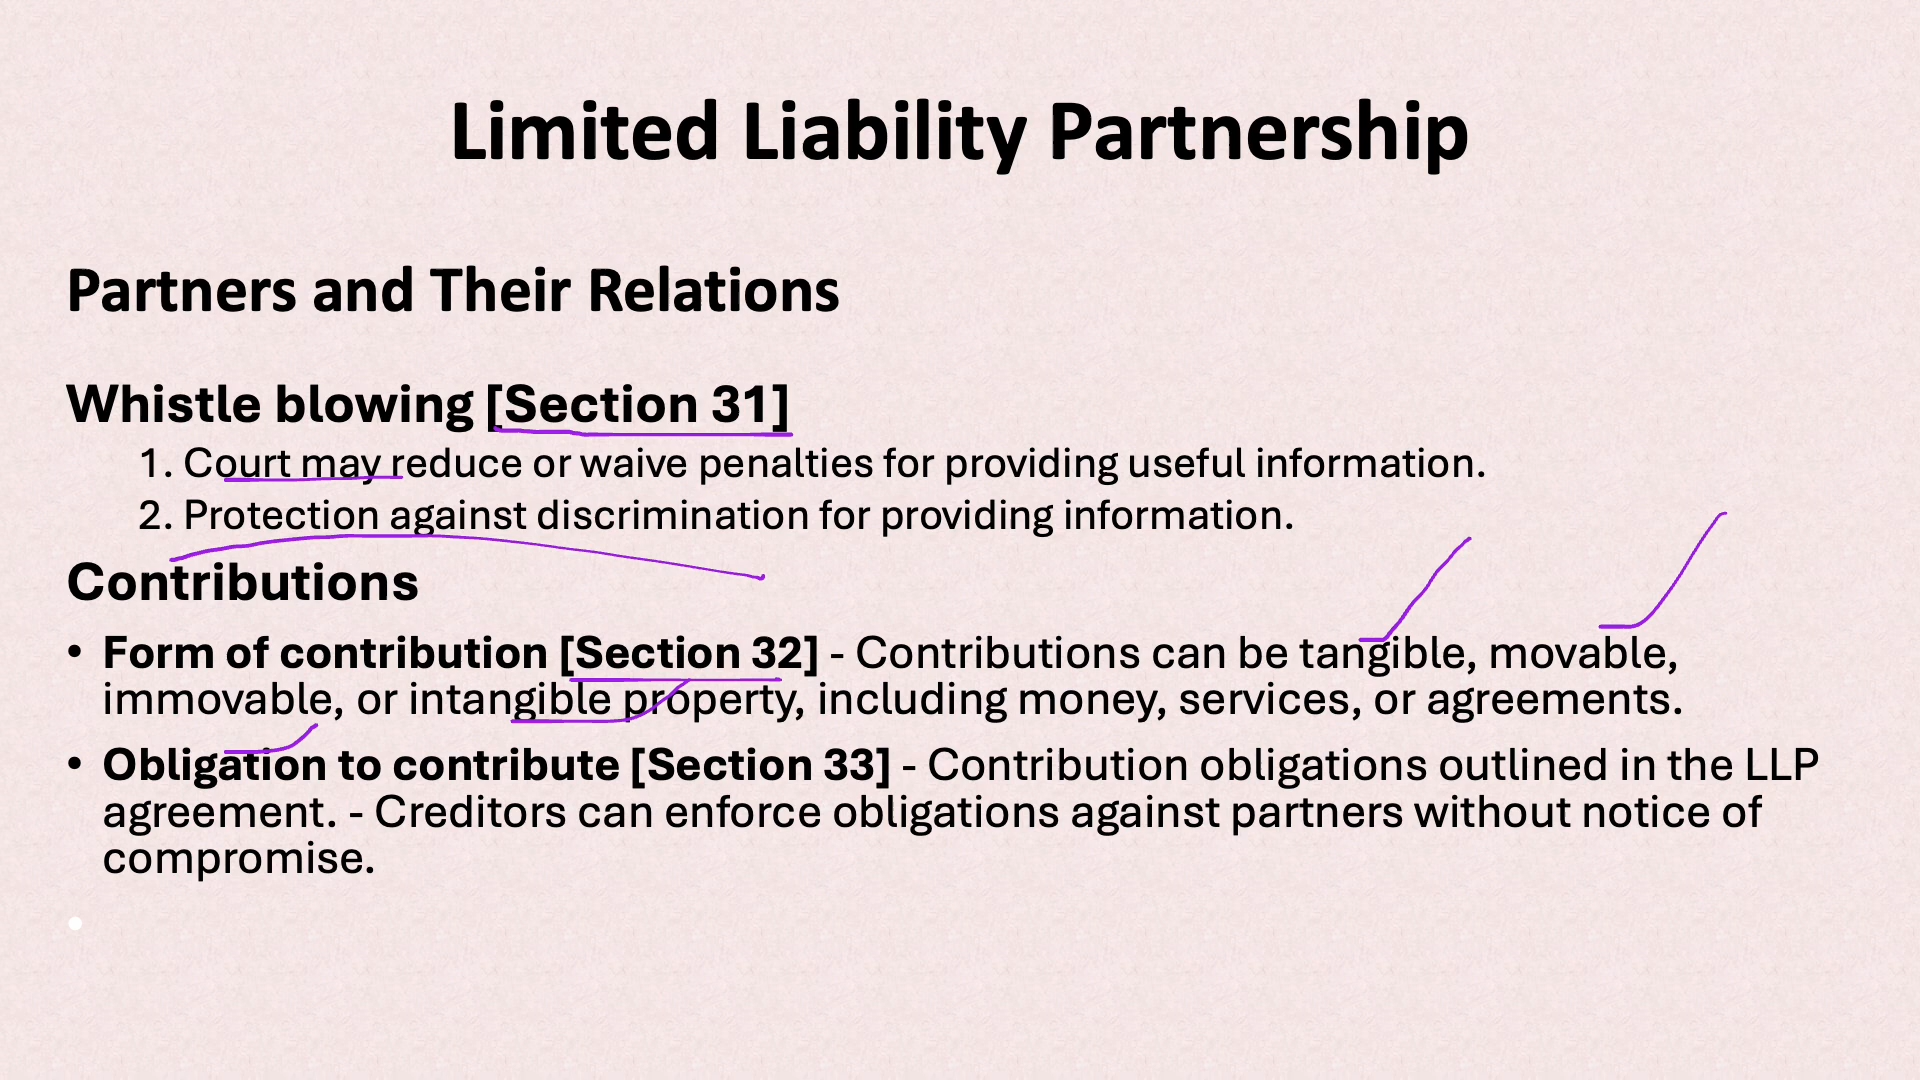 Limited Liability Partnership
Partners and Their Relations
Whistle blowing [Section 31]
1. Court may reduce or waive penalties for providing useful information.
2. Protection against discrimination for providing information.
Contributions
• Form of contribution [Section 32] - Contributions can be tangible, movable,
immovable, or intangible property, including money, services, or agreements.
• Obligation to contribute [Section 33] - Contribution obligations outlined in the LLP
agreement. - Creditors can enforce obligations against partners without notice of
compromise.